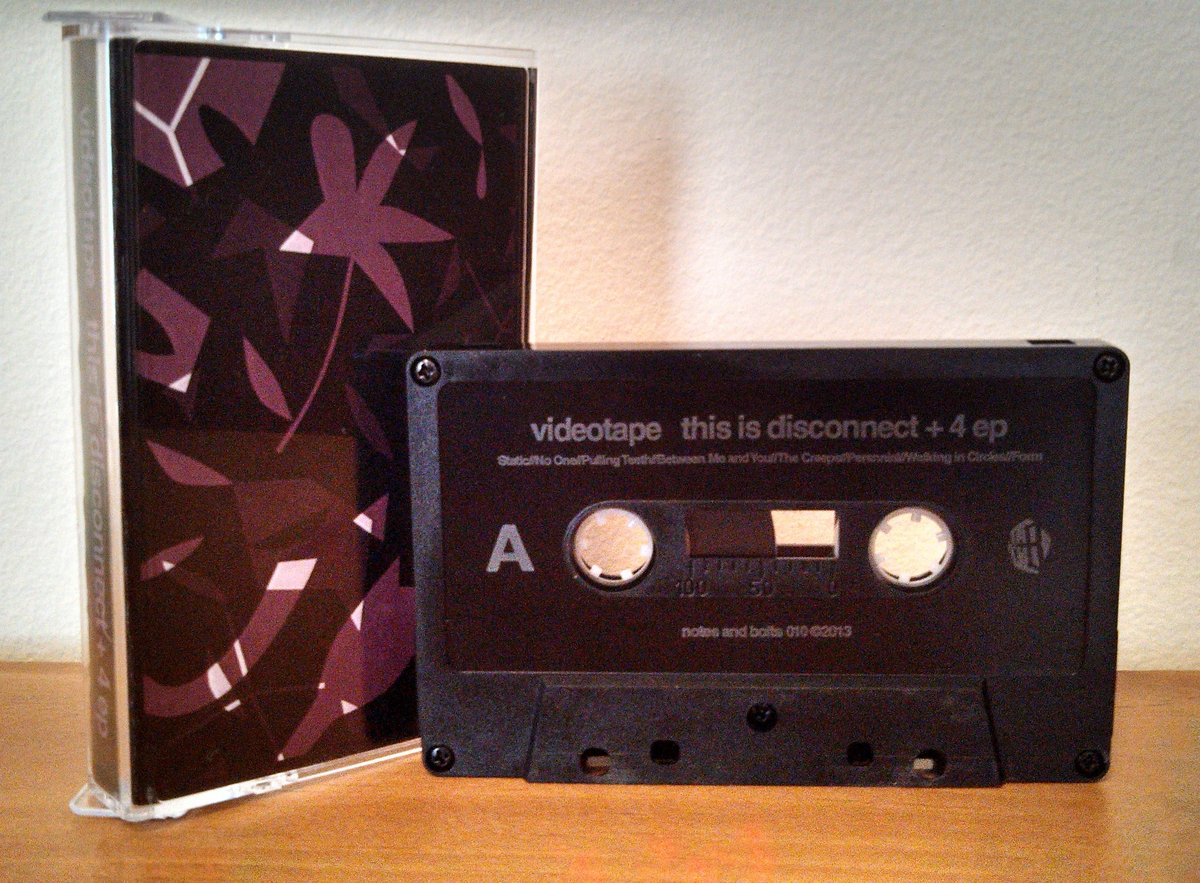 videotape this is disconnect + 4 ep
videotape this is disconnect + 4 ep
Static//No One/Pulling Teeth//Between Me and You//The Creeps//Perennial//Walking in Circles//Form
A
100 50 0
notes and bolts 010 ©2013